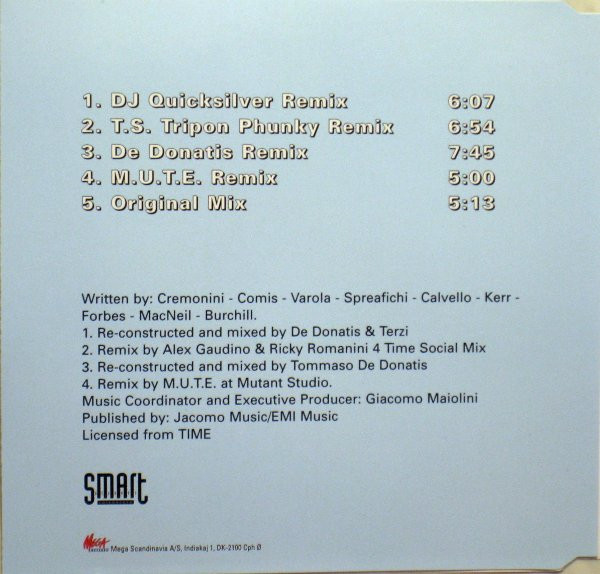 1. DJ Quicksilver Remix 6:07
2. T.S. Tripon Phunky Remix 6:54
3. De Donatis Remix 7:45
4. M.U.T.E. Remix 5:00
5. Original Mix 5:13
Written by: Cremonini - Comis - Varola - Spreafichi - Calvello - Kerr -
Forbes - MacNeil - Burchill.
1. Re-constructed and mixed by De Donatis & Terzi
2. Remix by Alex Gaudino & Ricky Romanini 4 Time Social Mix
3. Re-constructed and mixed by Tommaso De Donatis
4. Remix by M.U.T.E. at Mutant Studio.
Music Coordinator and Executive Producer: Giacomo Maiolini
Published by: Jacomo Music/EMI Music
Licensed from TIME
smart
MEGA
Mega Scandinavia A/S, Indiakaj 1, DK-2100 Cph Ø